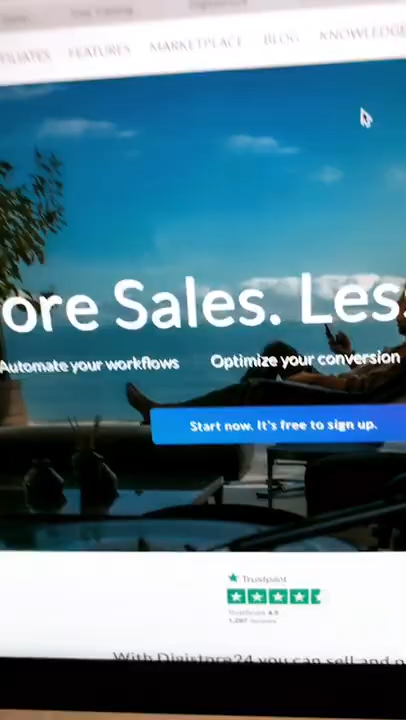 FILIATES FEATURES MARKETPLACE BLOG KNOWLEDGE
ore Sales. Les
Automate your workflows Optimize your conversion
Start now. It's free to sign up.
Trustpilot
With Digistore24 you can sell and